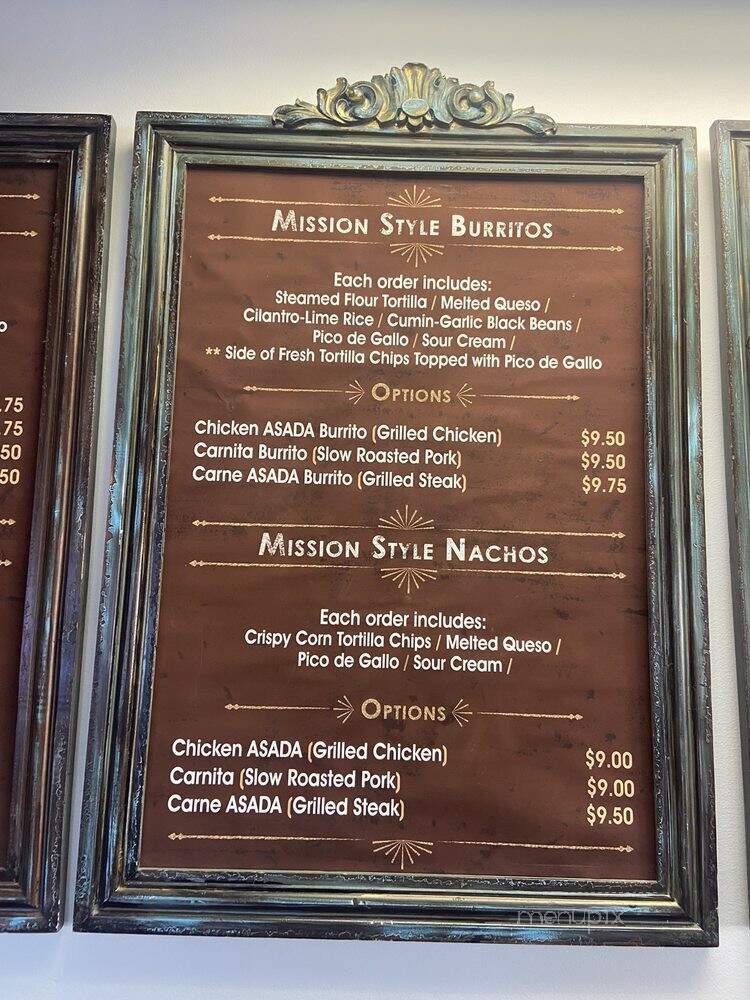 Mission Style Burritos
Each order includes:
Steamed Flour Tortilla / Melted Queso /
Cilantro-Lime Rice / Cumin-Garlic Black Beans /
Pico de Gallo / Sour Cream /
** Side of Fresh Tortilla Chips Topped with Pico de Gallo
Options
Chicken ASADA Burrito (Grilled Chicken) $9.50
Carnita Burrito (Slow Roasted Pork) $9.50
Carne ASADA Burrito (Grilled Steak) $9.75
Mission Style Nachos
Each order includes:
Crispy Corn Tortilla Chips / Melted Queso /
Pico de Gallo / Sour Cream /
Options
Chicken ASADA (Grilled Chicken) $9.00
Carnita (Slow Roasted Pork) $9.00
Carne ASADA (Grilled Steak) $9.50
o
.75
.75
50
50
menupix